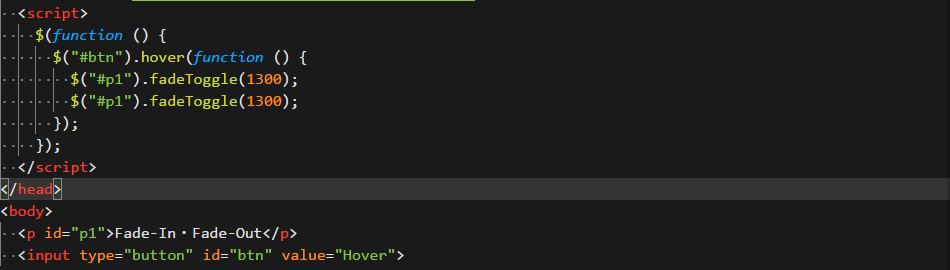 <script>
$(function () {
$("#btn").hover(function () {
$("#p1").fadeToggle(1300);
$("#p1").fadeToggle(1300);
});
});
</script>
</head>
<body>
<p id="p1">Fade-In・Fade-Out</p>
<input type="button" id="btn" value="Hover">